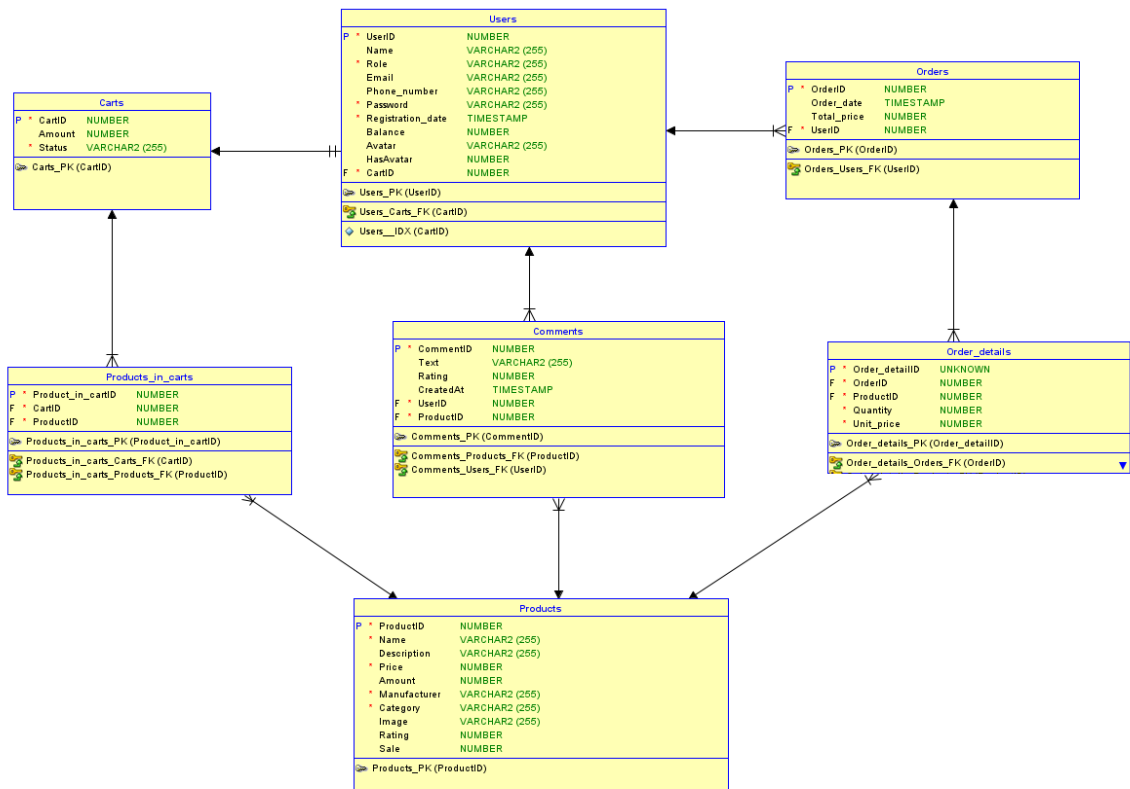 Users
P * UserID NUMBER
Name VARCHAR2 (255)
* Role VARCHAR2 (255)
Email VARCHAR2 (255)
Phone_number VARCHAR2 (255)
* Password VARCHAR2 (255)
* Registration_date TIMESTAMP
Balance NUMBER
Avatar VARCHAR2 (255)
HasAvatar NUMBER
F * CartID NUMBER
Users_PK (UserID)
Users_Carts_FK (CartID)
Users__IDX (CartID)
Orders
P * OrderID NUMBER
Order_date TIMESTAMP
Total_price NUMBER
F * UserID NUMBER
Orders_PK (OrderID)
Orders_Users_FK (UserID)
Carts
P * CartID NUMBER
Amount NUMBER
* Status VARCHAR2 (255)
Carts_PK (CartID)
Comments
P * CommentID NUMBER
Text VARCHAR2 (255)
Rating NUMBER
CreatedAt TIMESTAMP
F * UserID NUMBER
F * ProductID NUMBER
Comments_PK (CommentID)
Comments_Products_FK (ProductID)
Comments_Users_FK (UserID)
Order_details
P * Order_detailID UNKNOWN
F * OrderID NUMBER
F * ProductID NUMBER
* Quantity NUMBER
* Unit_price NUMBER
Order_details_PK (Order_detailID)
Order_details_Orders_FK (OrderID)
Products_in_carts
P * Product_in_cartID NUMBER
F * CartID NUMBER
F * ProductID NUMBER
Products_in_carts_PK (Product_in_cartID)
Products_in_carts_Carts_FK (CartID)
Products_in_carts_Products_FK (ProductID)
Products
P * ProductID NUMBER
* Name VARCHAR2 (255)
Description VARCHAR2 (255)
* Price NUMBER
Amount NUMBER
* Manufacturer VARCHAR2 (255)
* Category VARCHAR2 (255)
Image VARCHAR2 (255)
Rating NUMBER
Sale NUMBER
Products_PK (ProductID)